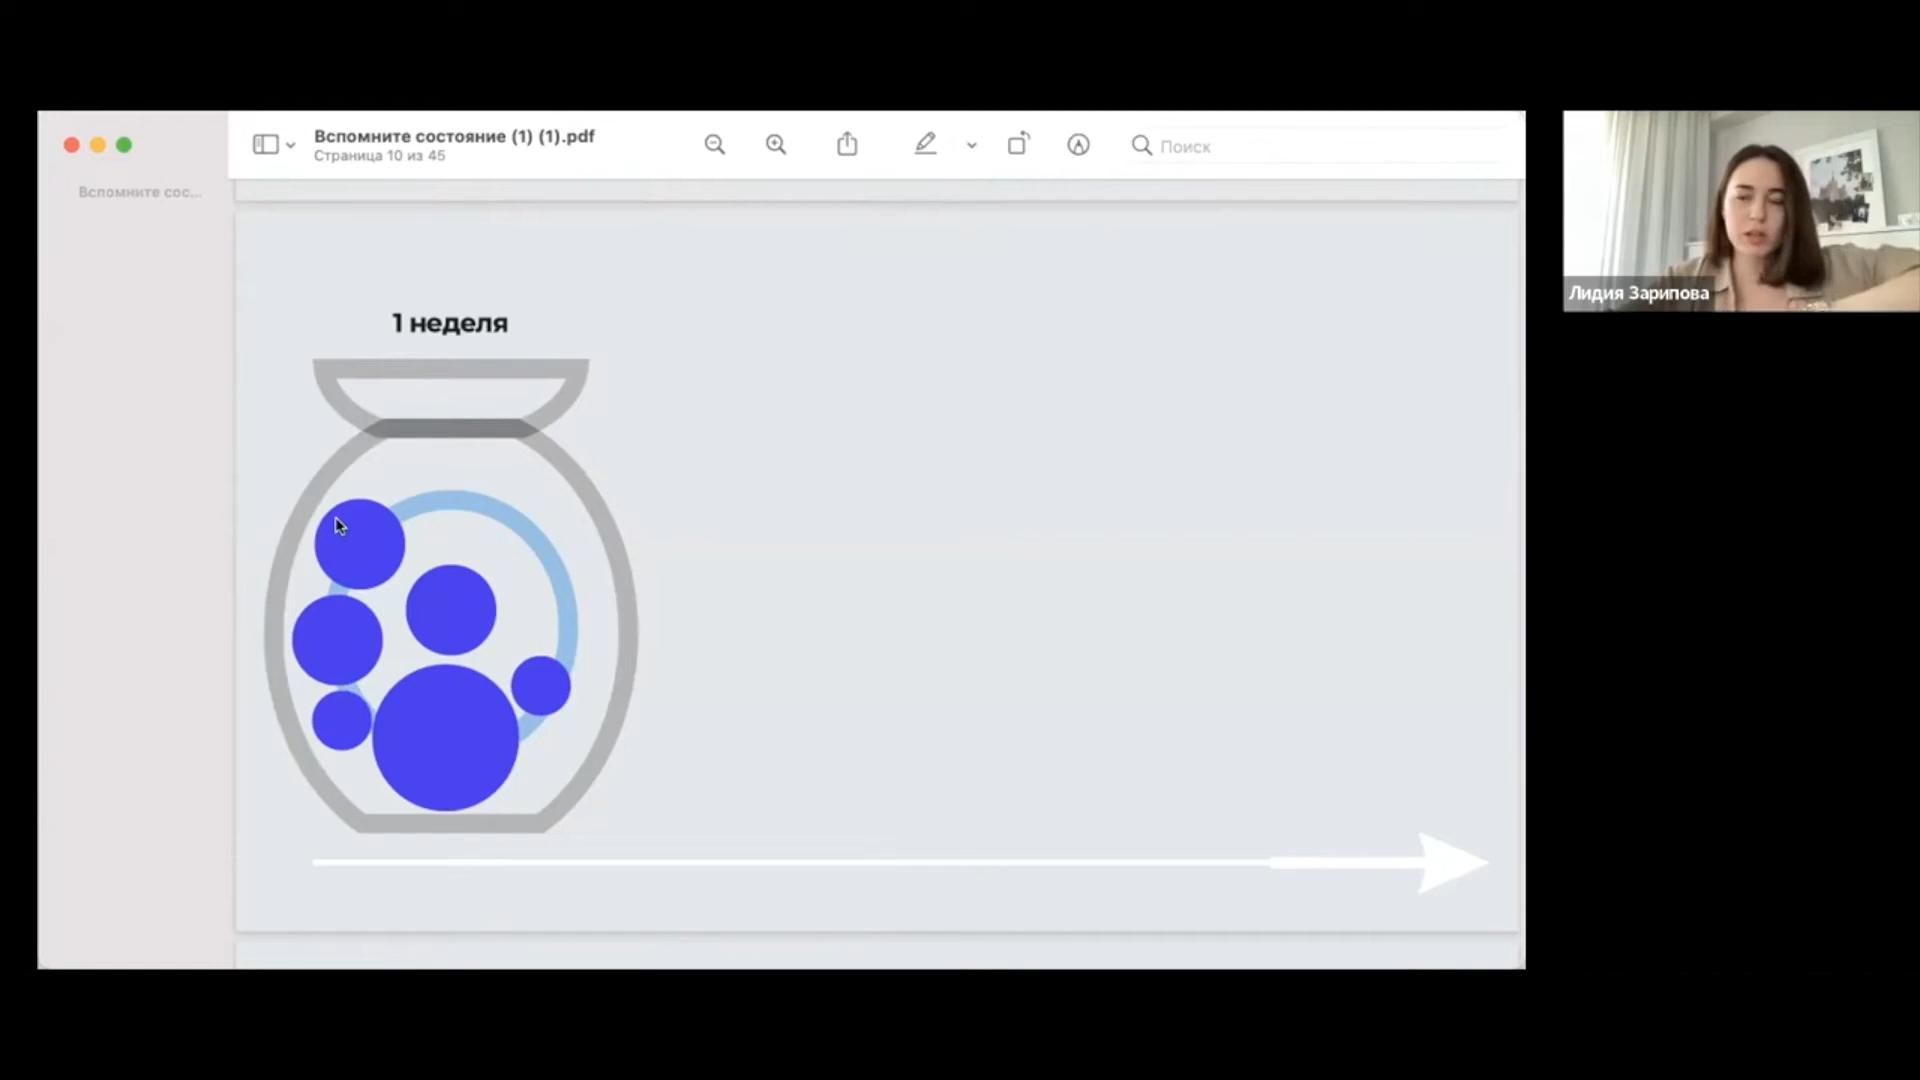 Вспомните состояние (1) (1).pdf
Страница 10 из 45
Поиск
Вспомните сос...
1 неделя
Лидия Зарипова